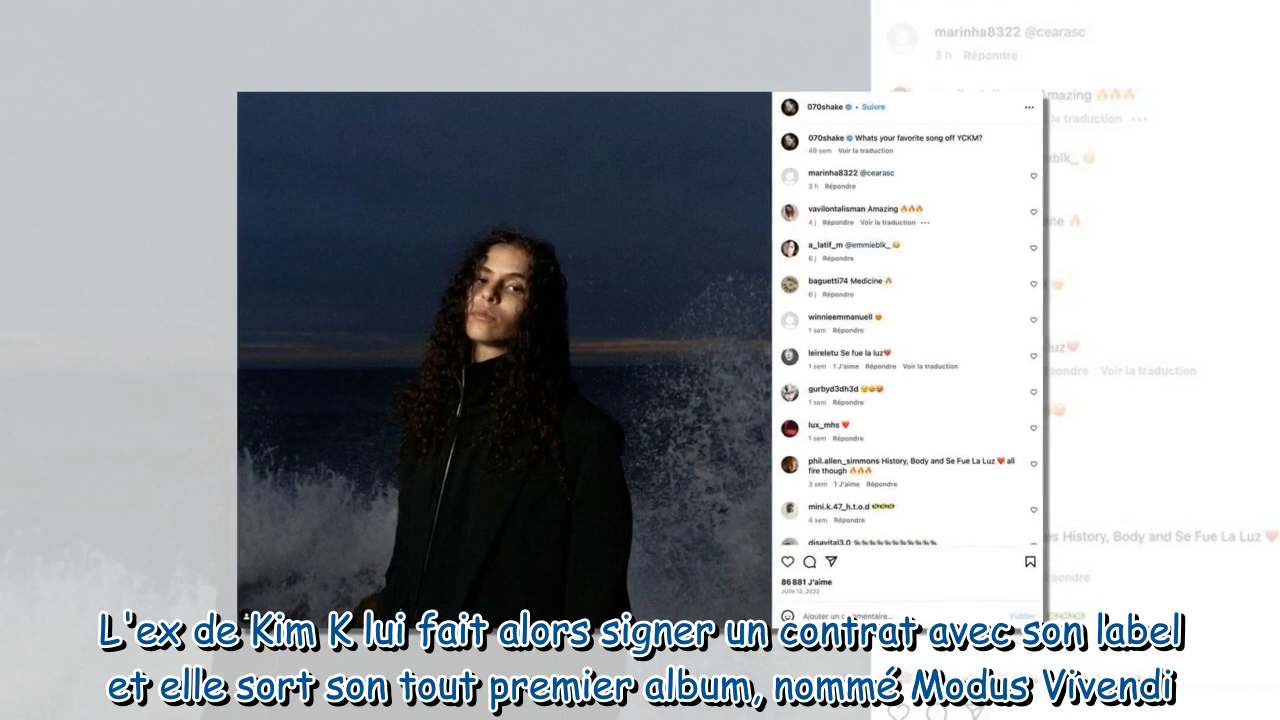 marinha8322 @cearasc
3 h Répondre
Amazing 🔥🔥🔥
la traduction •••
070shake • Suivre •••
070shake Whats your favorite song off YCKM?
49 sem Voir la traduction
marinha8322 @cearasc
3 h Répondre
vavilontalisman Amazing 🔥🔥🔥
4 j Répondre Voir la traduction •••
a_latif_m @emmieblk_ 😂
6 j Répondre
baguetti74 Medicine 🔥
6 j Répondre
winnieemmanuell 😍
1 sem Répondre
leireletu Se fue la luz❤️
1 sem 1 J'aime Répondre Voir la traduction
gurbyd3dh3d
1 sem Répondre
lux_mhs ❤️
1 sem Répondre
phil.allen_simmons History, Body and Se Fue La Luz ❤️ all
fire though 🔥🔥🔥
3 sem 1 J'aime Répondre
mini.k.47_h.t.o.d
4 sem Répondre
disavital3.0
Voir la traduction
History, Body and Se Fue La Luz ❤️
86 881 J'aime
JUIN 12, 2022
Ajouter un commentaire... Publier
L'ex de Kim K lui fait alors signer un contrat avec son label
et elle sort son tout premier album, nommé Modus Vivendi